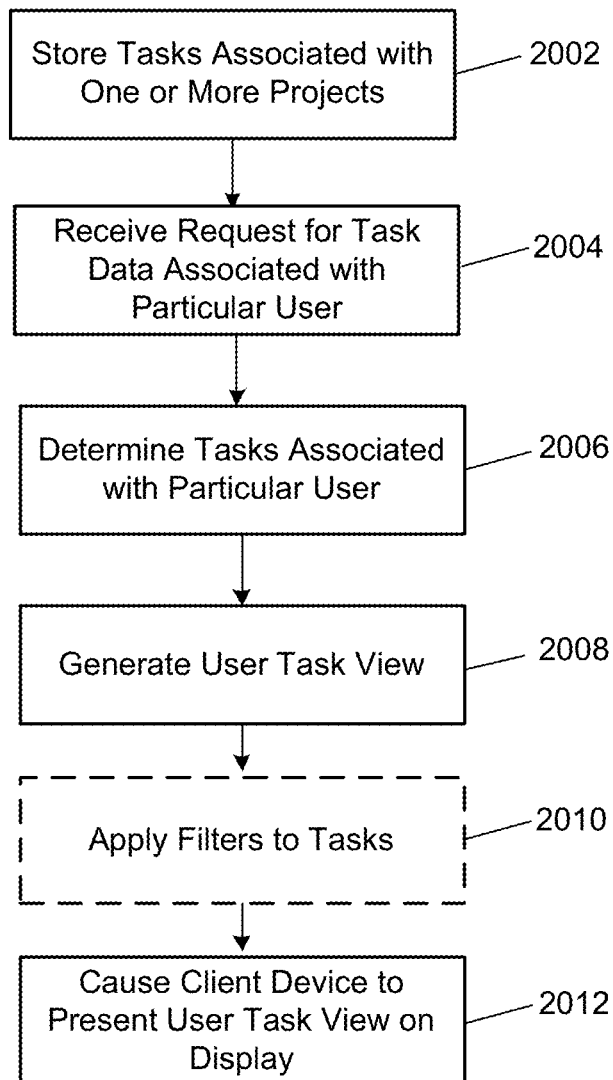 Store Tasks Associated with
One or More Projects
2002
Receive Request for Task
Data Associated with
Particular User
2004
Determine Tasks Associated
with Particular User
2006
Generate User Task View
2008
Apply Filters to Tasks
2010
Cause Client Device to
Present User Task View on
Display
2012